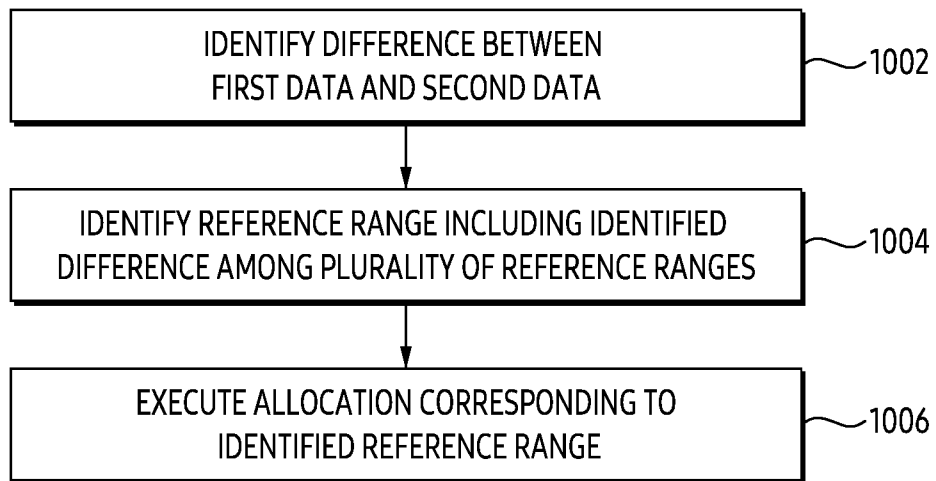 IDENTIFY DIFFERENCE BETWEEN
FIRST DATA AND SECOND DATA
1002
IDENTIFY REFERENCE RANGE INCLUDING IDENTIFIED
DIFFERENCE AMONG PLURALITY OF REFERENCE RANGES
1004
EXECUTE ALLOCATION CORRESPONDING TO
IDENTIFIED REFERENCE RANGE
1006